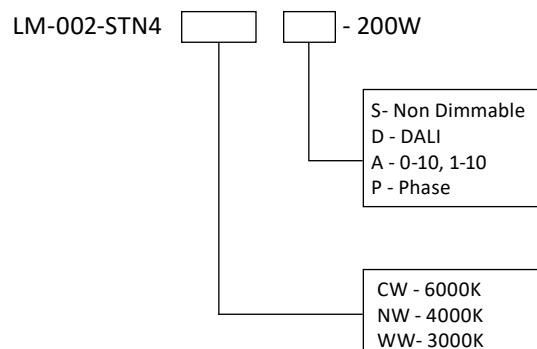 LM-002-STN4 - 200W
S- Non Dimmable
D - DALI
A - 0-10, 1-10
P - Phase
CW - 6000K
NW - 4000K
WW- 3000K